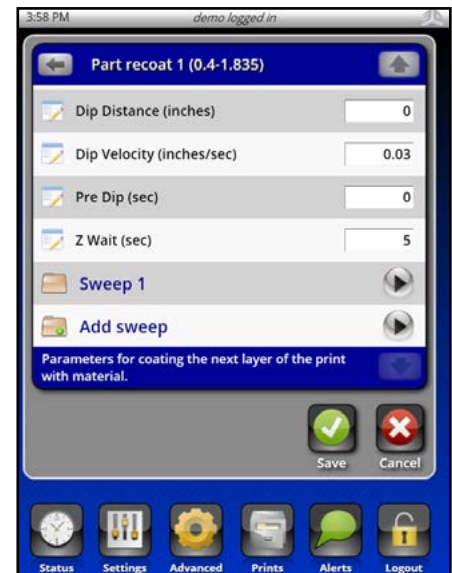 3:58 PM demo logged in
Part recoat 1 (0.4-1.835)
Dip Distance (inches) 0
Dip Velocity (inches/sec) 0.03
Pre Dip (sec) 0
Z Wait (sec) 5
Sweep 1
Add sweep
Parameters for coating the next layer of the print
with material.
Save Cancel
Status Settings Advanced Prints Alerts Logout